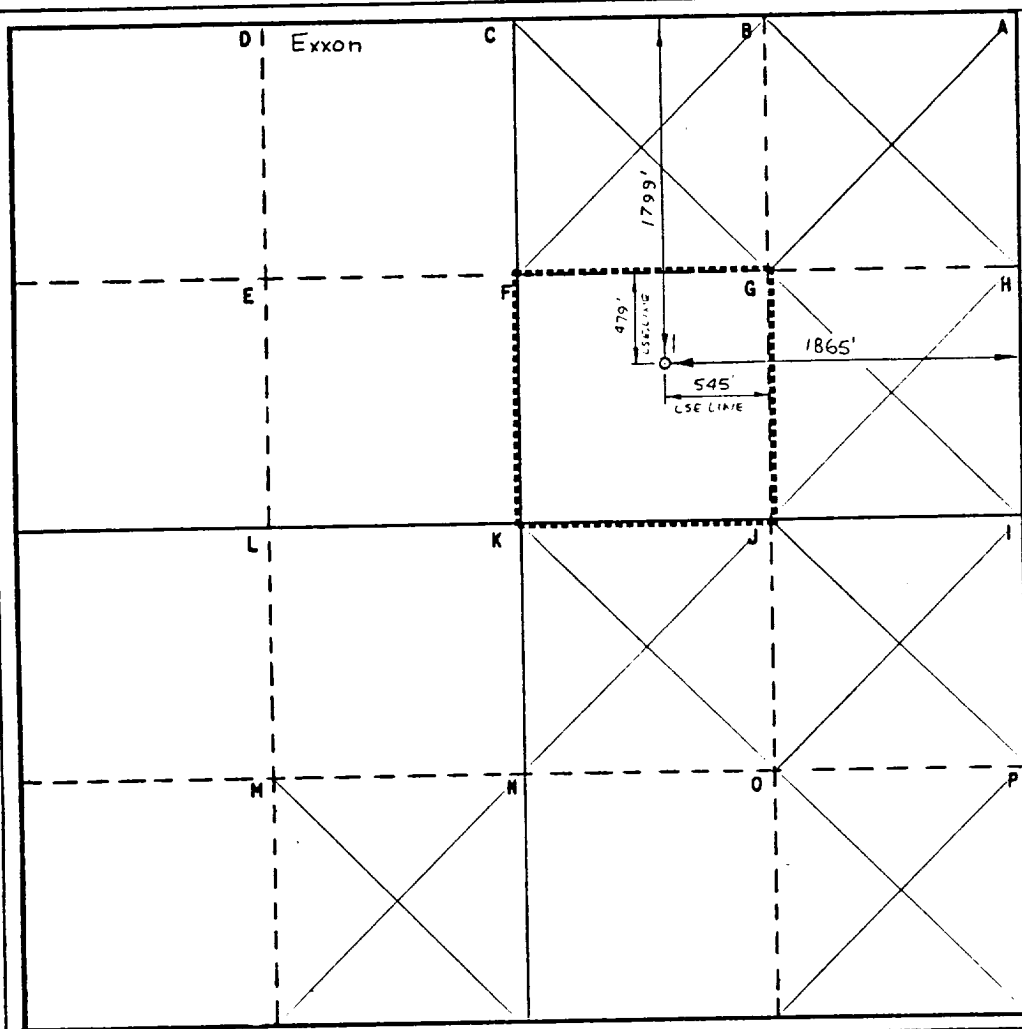 D Exxon C B A
1799'
E F G H
479'
LSE LINE
1
1865'
545'
LSE LINE
L K J I
M N O P